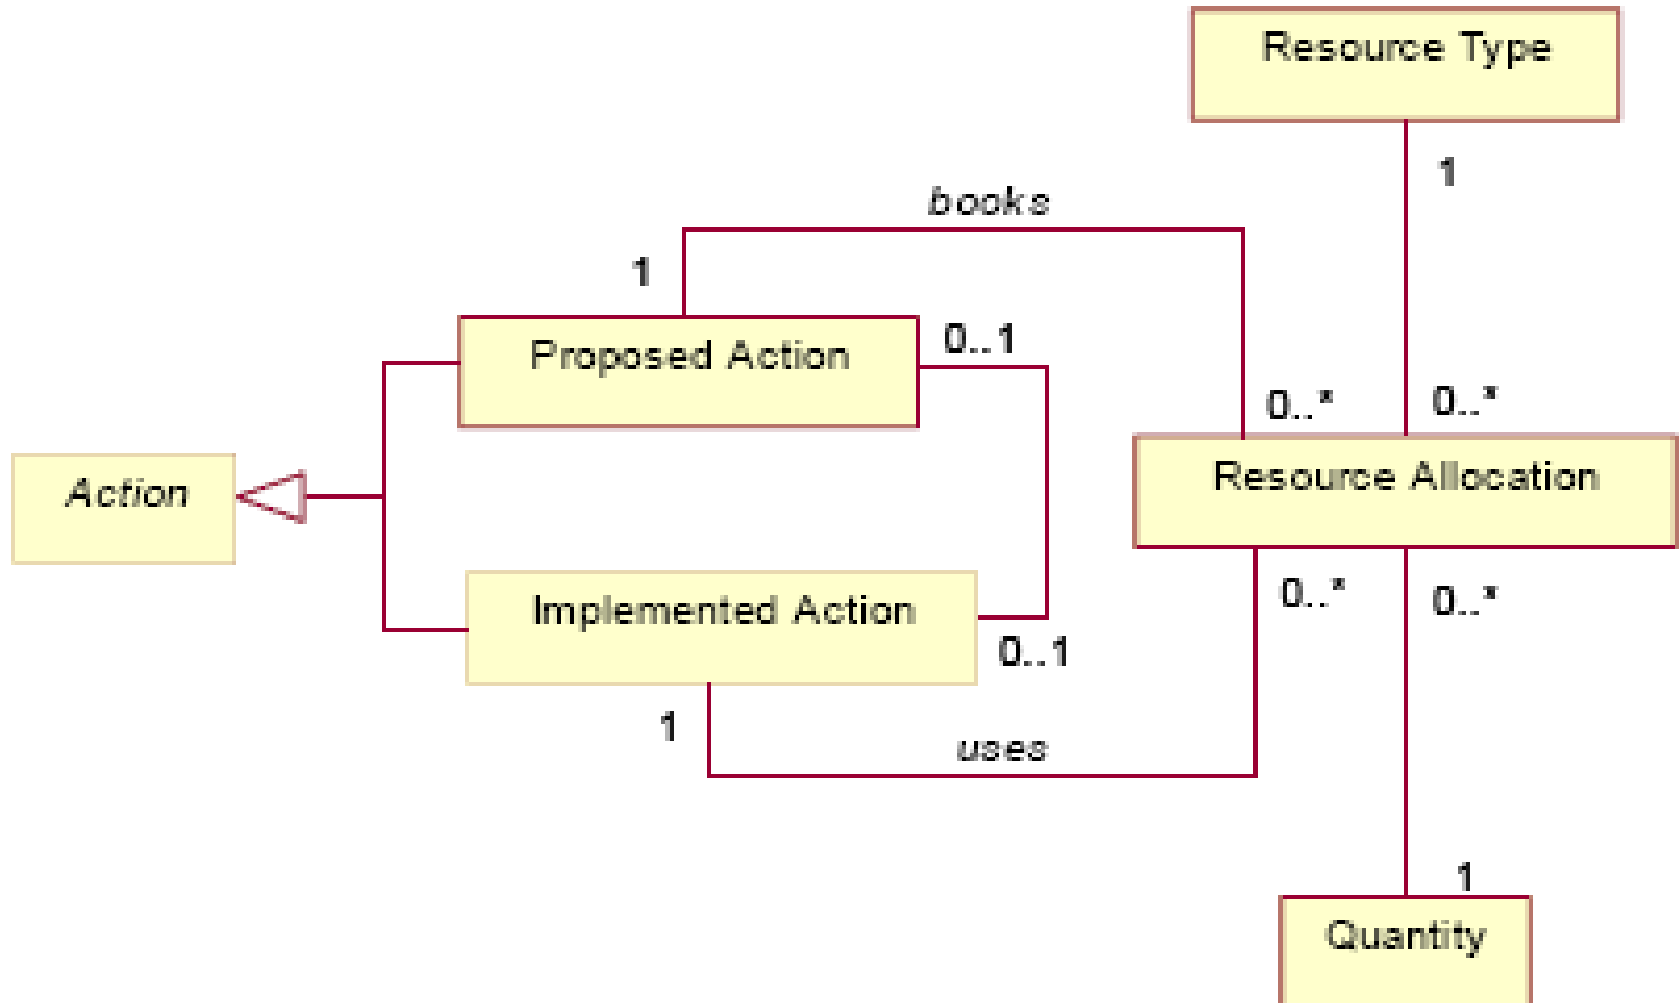 Resource Type
1
books
1
Proposed Action
0..1
0..*
0..*
Action
Resource Allocation
Implemented Action
0..1
0..*
0..*
1
uses
1
Quantity